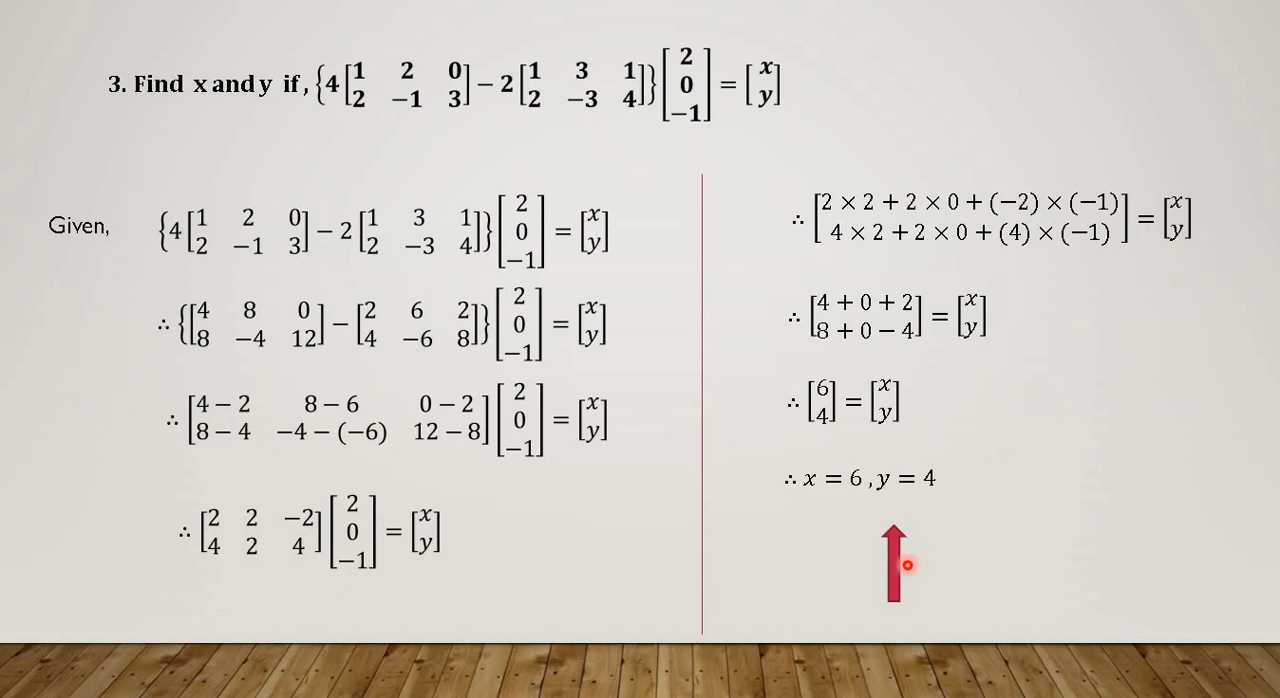 3. Find x and y if, {4[1 2 0; 2 −1 3] − 2[1 3 1; 2 −3 4]}[2; 0; −1] = [x; y]
Given, {4[1 2 0; 2 −1 3] − 2[1 3 1; 2 −3 4]}[2; 0; −1] = [x; y]
∴ {[4 8 0; 8 −4 12] − [2 6 2; 4 −6 8]}[2; 0; −1] = [x; y]
∴ [4 − 2 8 − 6 0 − 2; 8 − 4 −4 − (−6) 12 − 8][2; 0; −1] = [x; y]
∴ [2 2 −2; 4 2 4][2; 0; −1] = [x; y]
∴ [2 × 2 + 2 × 0 + (−2) × (−1); 4 × 2 + 2 × 0 + (4) × (−1)] = [x; y]
∴ [4 + 0 + 2; 8 + 0 − 4] = [x; y]
∴ [6; 4] = [x; y]
∴ x = 6 , y = 4